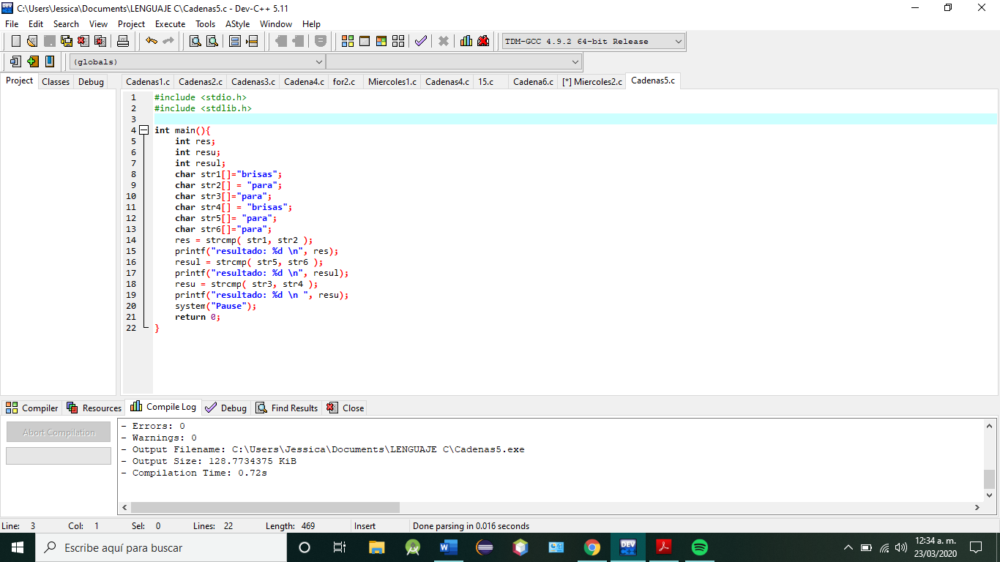 C:\Users\Jessica\Documents\LENGUAJE C\Cadenas5.c - Dev-C++ 5.11
File Edit Search View Project Execute Tools AStyle Window Help
TDM-GCC 4.9.2 64-bit Release
(globals)
Project Classes Debug
Cadenas1.c Cadenas2.c Cadenas3.c Cadena4.c for2.c Miercoles1.c Cadenas4.c 15.c Cadena6.c [*] Miercoles2.c Cadenas5.c
1 #include <stdio.h>
2 #include <stdlib.h>
3
4 int main(){
5 int res;
6 int resu;
7 int resul;
8 char str1[]="brisas";
9 char str2[] = "para";
10 char str3[]="para";
11 char str4[] = "brisas";
12 char str5[]= "para";
13 char str6[]="para";
14 res = strcmp( str1, str2 );
15 printf("resultado: %d \n", res);
16 resul = strcmp( str5, str6 );
17 printf("resultado: %d \n", resul);
18 resu = strcmp( str3, str4 );
19 printf("resultado: %d \n ", resu);
20 system("Pause");
21 return 0;
22 }
Compiler Resources Compile Log Debug Find Results Close
Abort Compilation
- Errors: 0
- Warnings: 0
- Output Filename: C:\Users\Jessica\Documents\LENGUAJE C\Cadenas5.exe
- Output Size: 128.7734375 KiB
- Compilation Time: 0.72s
Line: 3 Col: 1 Sel: 0 Lines: 22 Length: 469 Insert Done parsing in 0.016 seconds
Escribe aquí para buscar
12:34 a. m.
23/03/2020